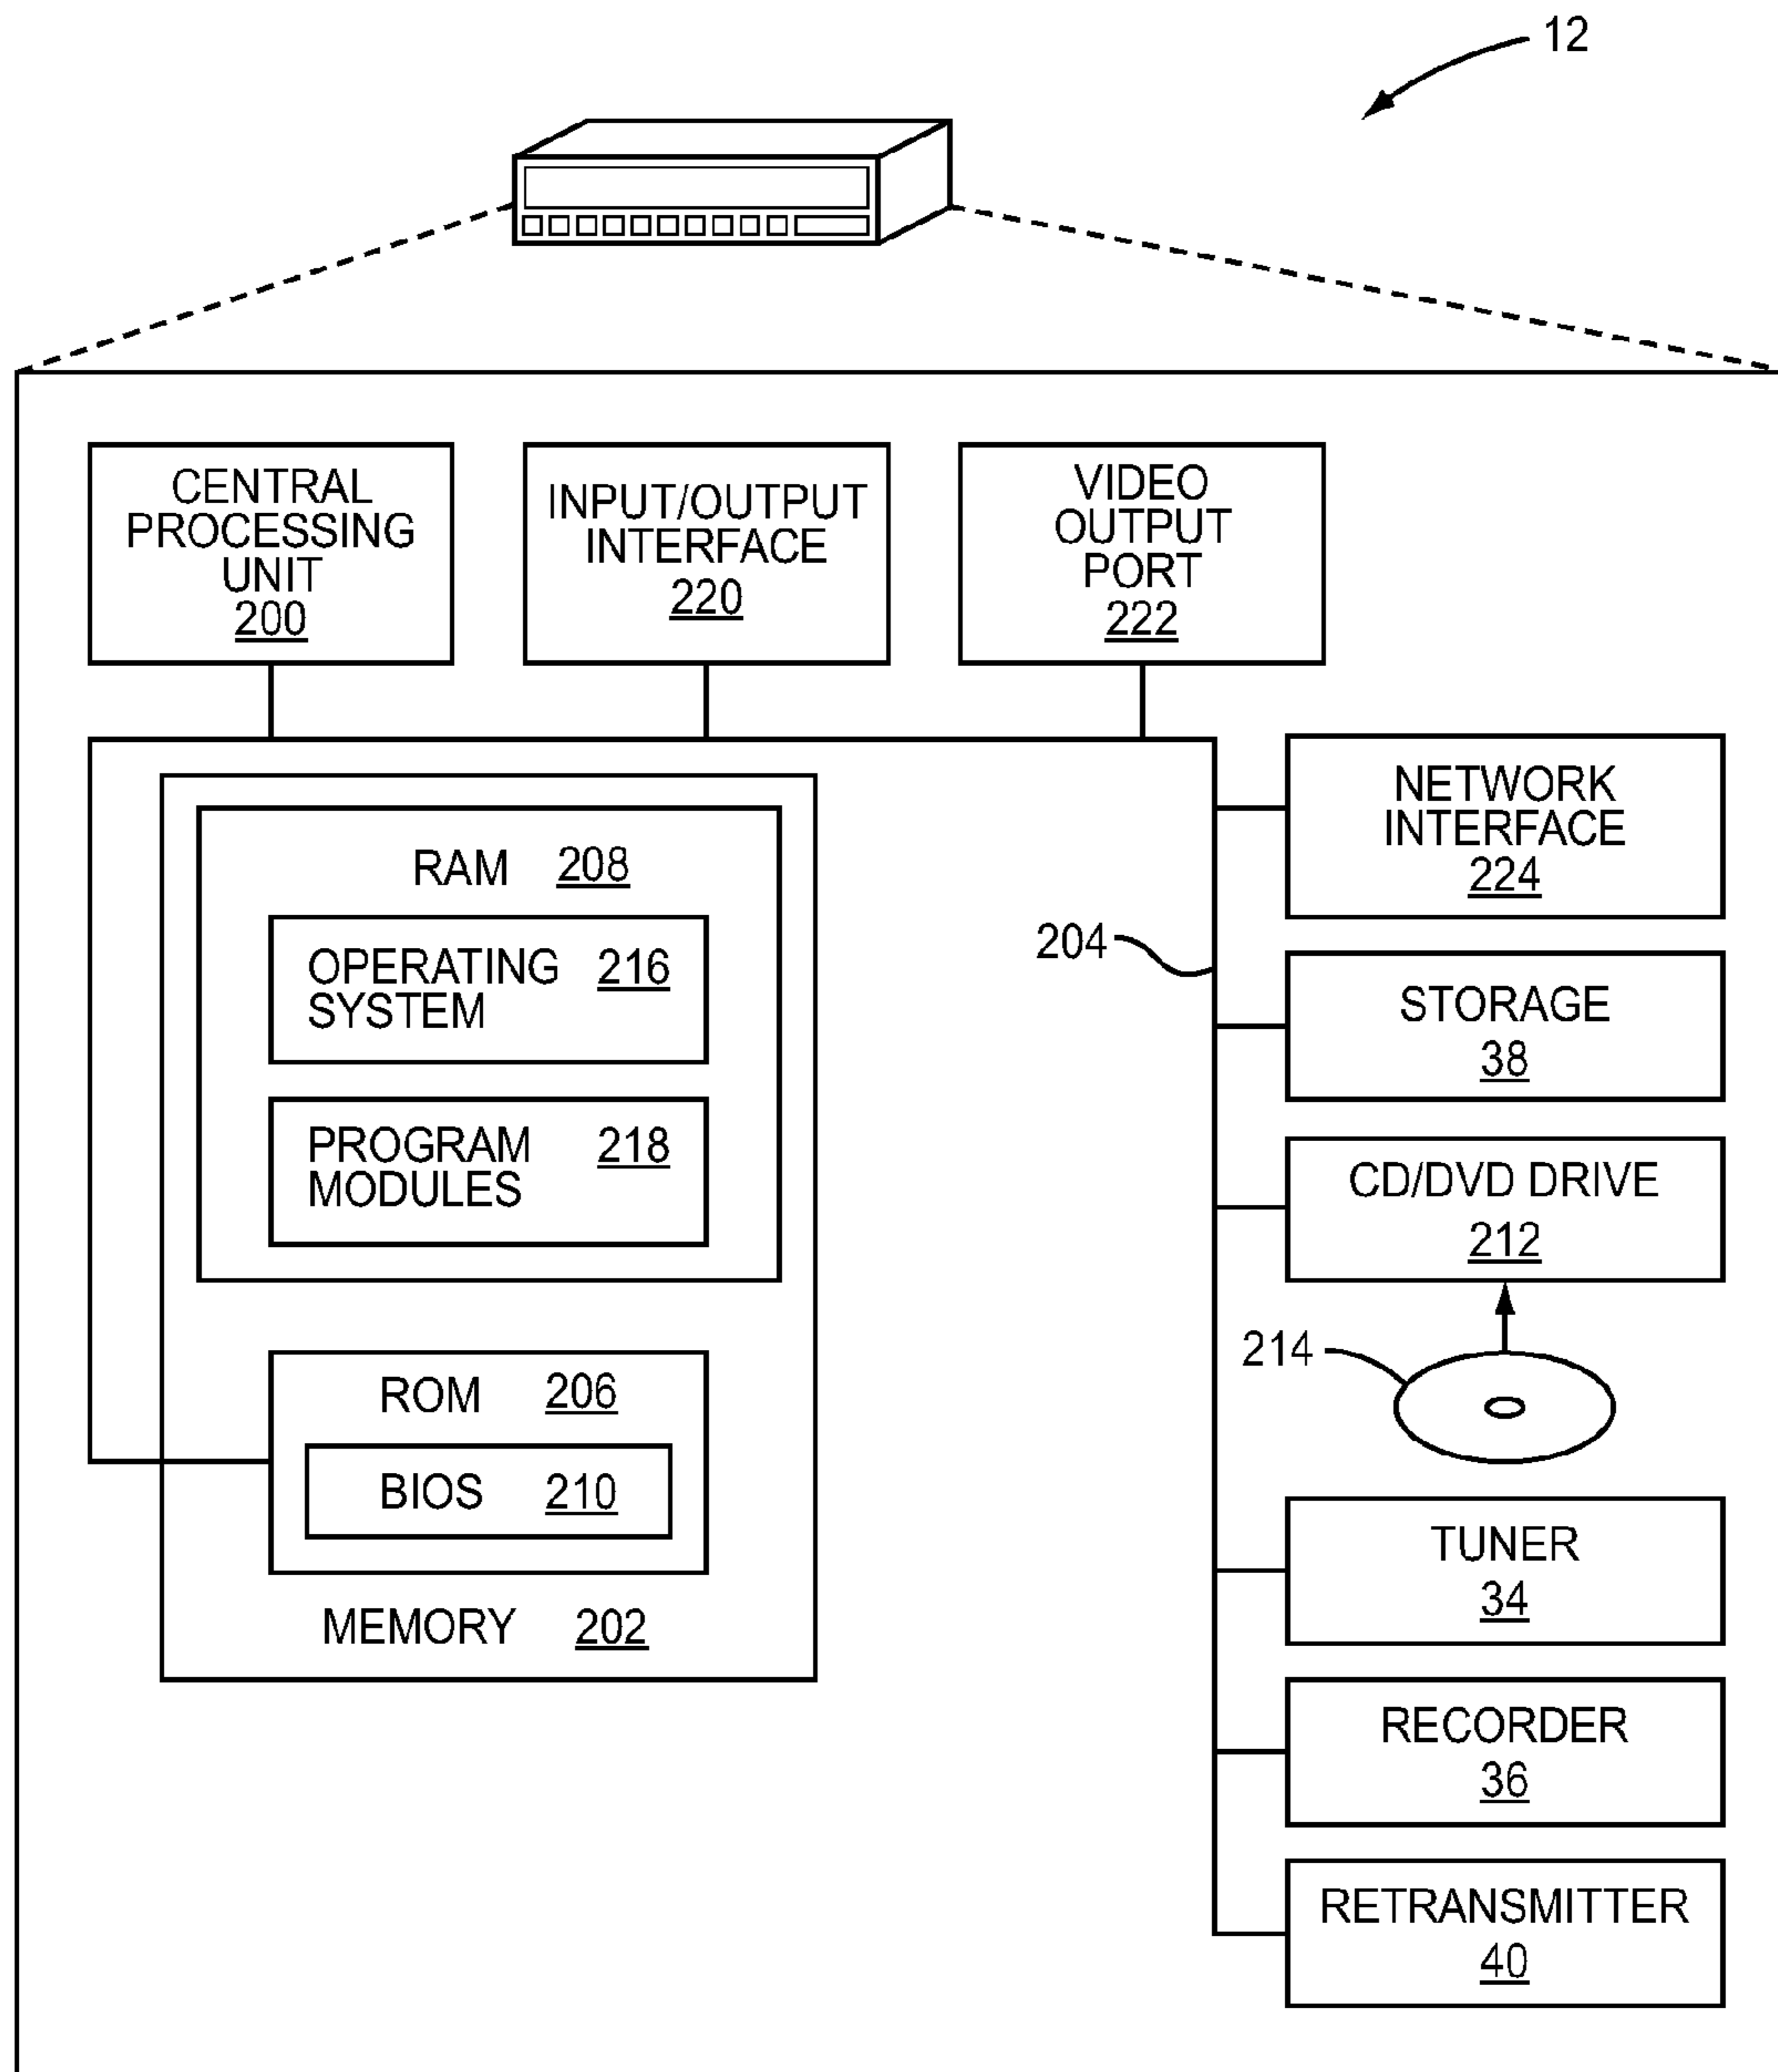 12
CENTRAL
PROCESSING
UNIT
200
INPUT/OUTPUT
INTERFACE
220
VIDEO
OUTPUT
PORT
222
RAM 208
OPERATING 216
SYSTEM
PROGRAM 218
MODULES
ROM 206
BIOS 210
MEMORY 202
204
NETWORK
INTERFACE
224
STORAGE
38
CD/DVD DRIVE
212
214
TUNER
34
RECORDER
36
RETRANSMITTER
40